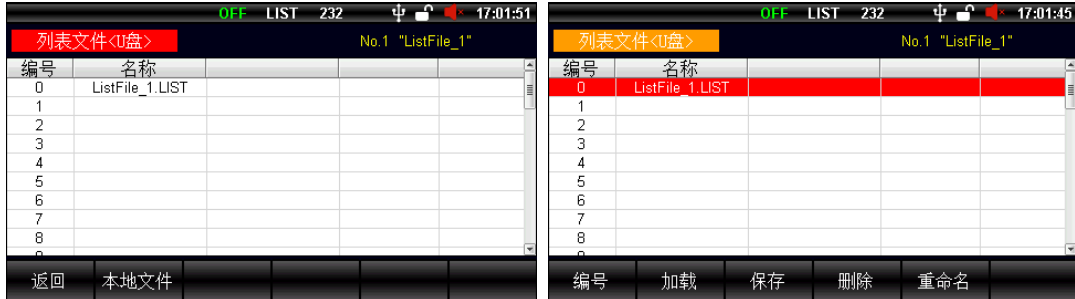 OFF LIST 232 17:01:51
列表文件<U盘> No.1 "ListFile_1"
编号 名称
0 ListFile_1.LIST
1
2
3
4
5
6
7
8
返回 本地文件
OFF LIST 232 17:01:45
列表文件<U盘> No.1 "ListFile_1"
编号 名称
0 ListFile_1.LIST
1
2
3
4
5
6
7
8
编号 加载 保存 删除 重命名